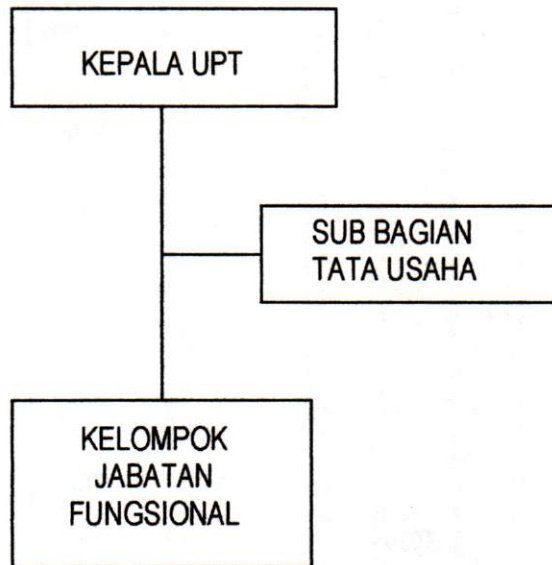 KEPALA UPT
SUB BAGIAN
TATA USAHA
KELOMPOK
JABATAN
FUNGSIONAL